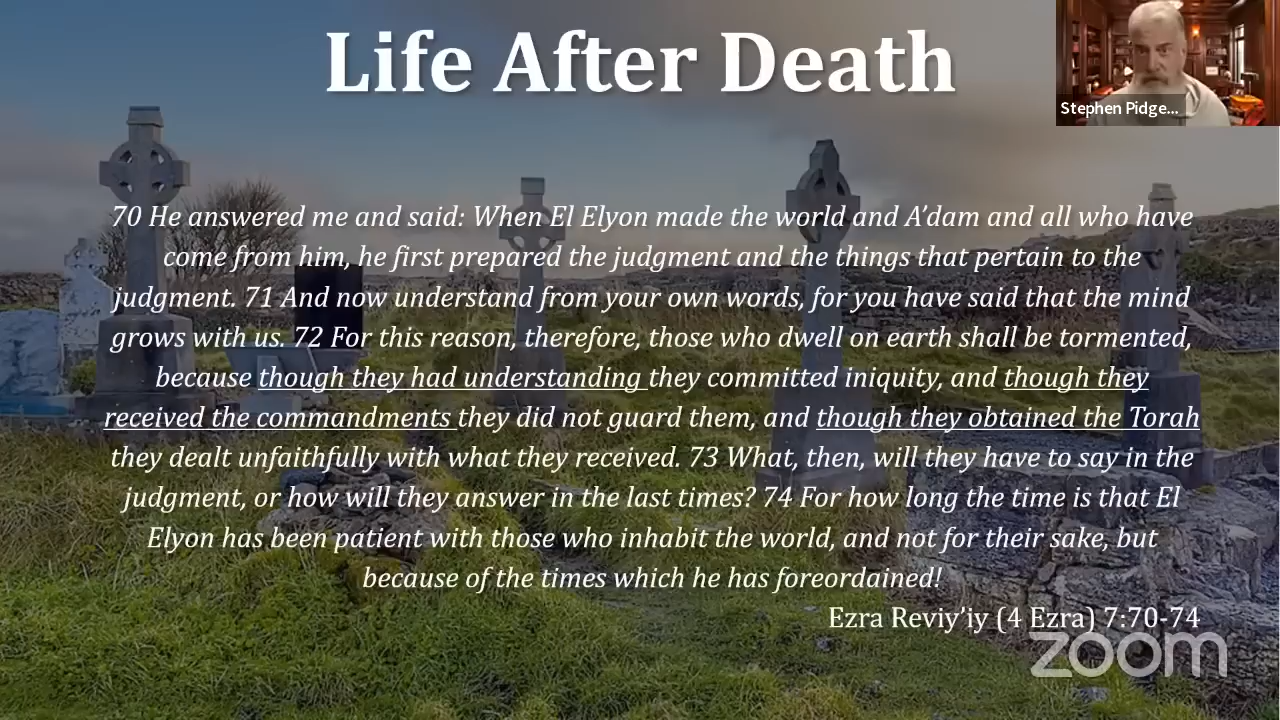 Life After Death
Stephen Pidge...
70 He answered me and said: When El Elyon made the world and A’dam and all who have
come from him, he first prepared the judgment and the things that pertain to the
judgment. 71 And now understand from your own words, for you have said that the mind
grows with us. 72 For this reason, therefore, those who dwell on earth shall be tormented,
because though they had understanding they committed iniquity, and though they
received the commandments they did not guard them, and though they obtained the Torah
they dealt unfaithfully with what they received. 73 What, then, will they have to say in the
judgment, or how will they answer in the last times? 74 For how long the time is that El
Elyon has been patient with those who inhabit the world, and not for their sake, but
because of the times which he has foreordained!
Ezra Reviy’iy (4 Ezra) 7:70-74
zoom